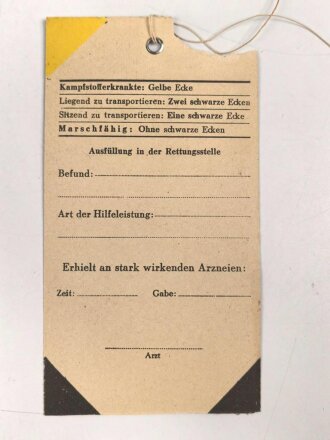 Kampfstofferkrankte: Gelbe Ecke
Liegend zu transportieren: Zwei schwarze Ecken
Sitzend zu transportieren: Eine schwarze Ecke
Marschfähig: Ohne schwarze Ecken
Ausfüllung in der Rettungsstelle
Befund:
Art der Hilfeleistung:
Erhielt an stark wirkenden Arzneien:
Zeit: Gabe:
Arzt